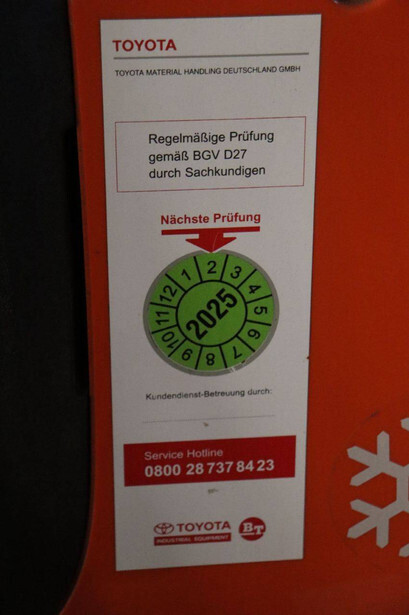 TOYOTA
TOYOTA MATERIAL HANDLING DEUTSCHLAND GMBH
Regelmäßige Prüfung
gemäß BGV D27
durch Sachkundigen
Nächste Prüfung
1 2 3 4 5 6 7 8 9 10 11 12
2025
Kundendienst-Betreuung durch:
Service Hotline
0800 28 737 84 23
TOYOTA
INDUSTRIAL EQUIPMENT
BT